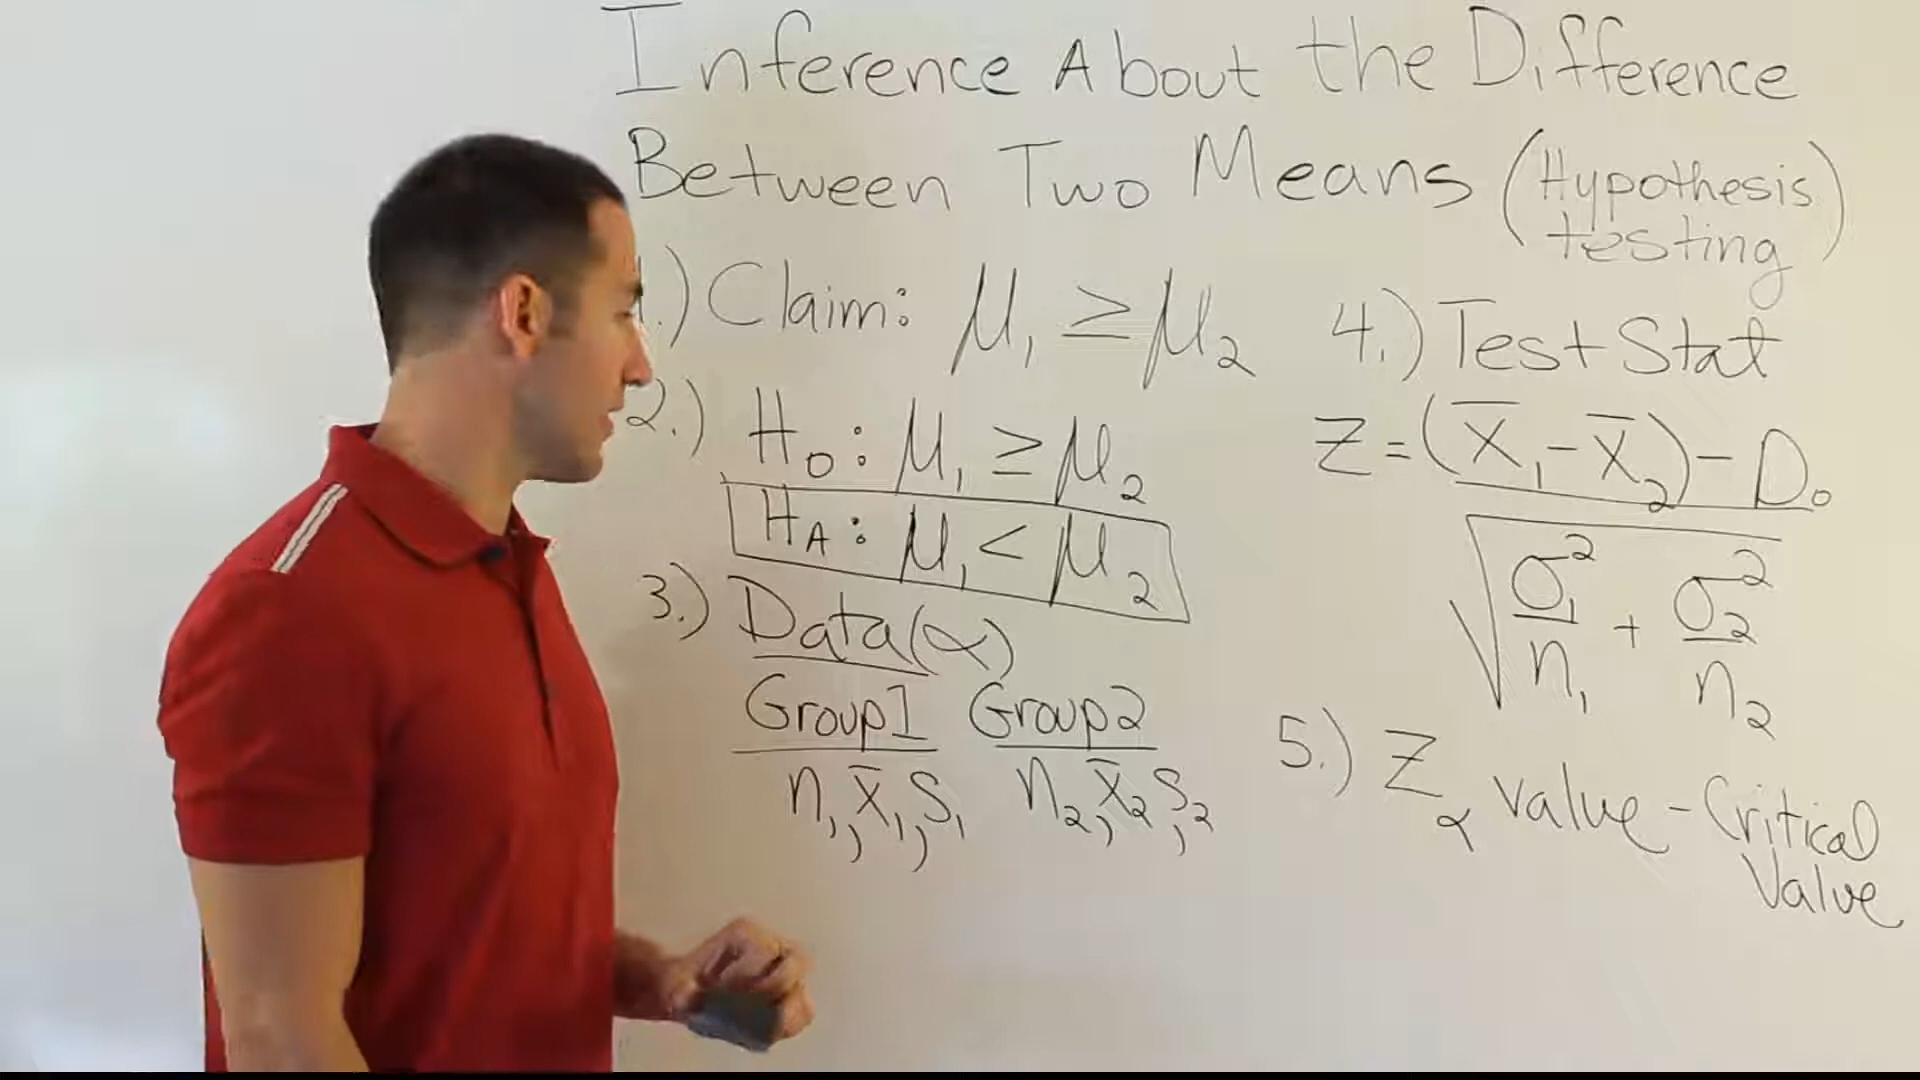 Inference About the Difference
Between Two Means (Hypothesis testing)
1.) Claim: μ₁ ≥ μ₂
2.) H₀: μ₁ ≥ μ₂
H_A: μ₁ < μ₂
3.) Data(α)
Group1 Group2
n₁, x̄₁, s₁ n₂, x̄₂, s₂
4.) Test Stat
Z = (x̄₁ - x̄₂) - D₀
√ σ₁²/n₁ + σ₂²/n₂
5.) Z_α value - Critical
Value